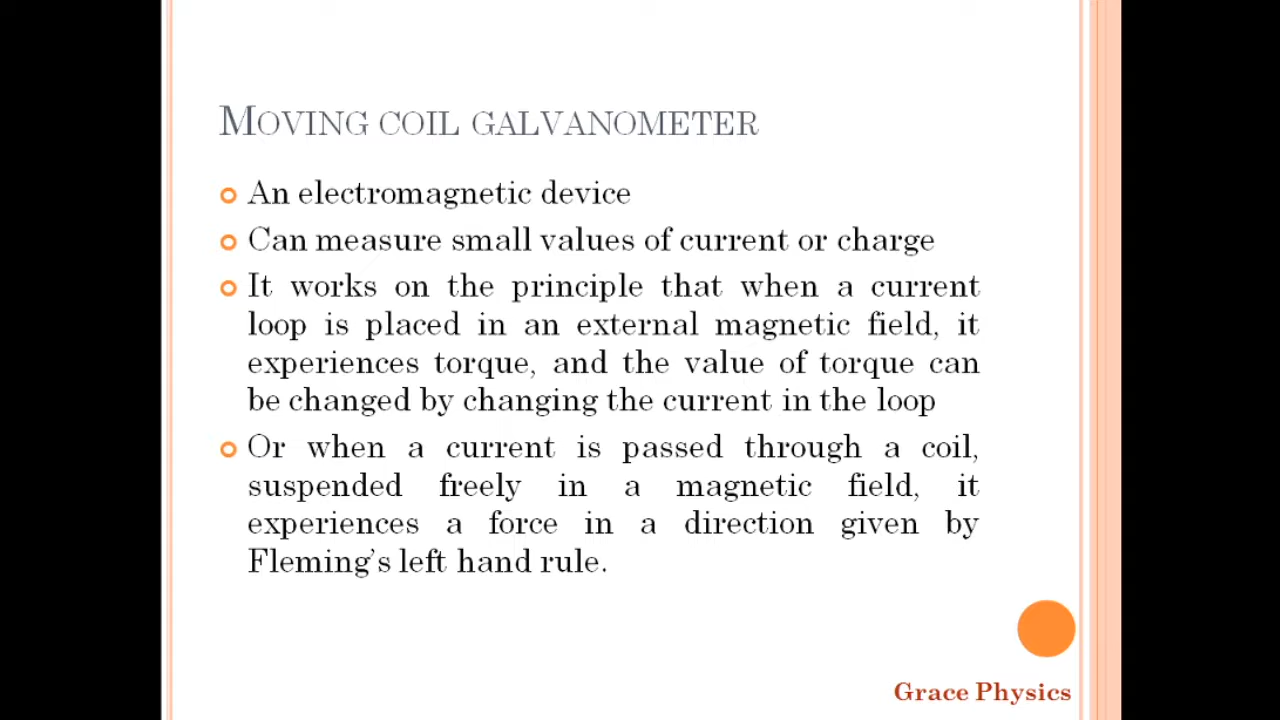 MOVING COIL GALVANOMETER
An electromagnetic device
Can measure small values of current or charge
It works on the principle that when a current
loop is placed in an external magnetic field, it
experiences torque, and the value of torque can
be changed by changing the current in the loop
Or when a current is passed through a coil,
suspended freely in a magnetic field, it
experiences a force in a direction given by
Fleming's left hand rule.
Grace Physics